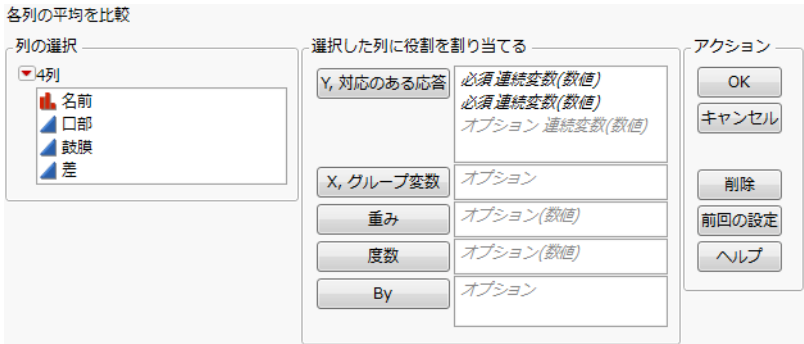 各列の平均を比較
列の選択
4列
名前
口部
鼓膜
差
選択した列に役割を割り当てる
Y, 対応のある応答
必須 連続変数(数値)
必須 連続変数(数値)
オプション 連続変数(数値)
X, グループ変数
オプション
重み
オプション(数値)
度数
オプション(数値)
By
オプション
アクション
OK
キャンセル
削除
前回の設定
ヘルプ